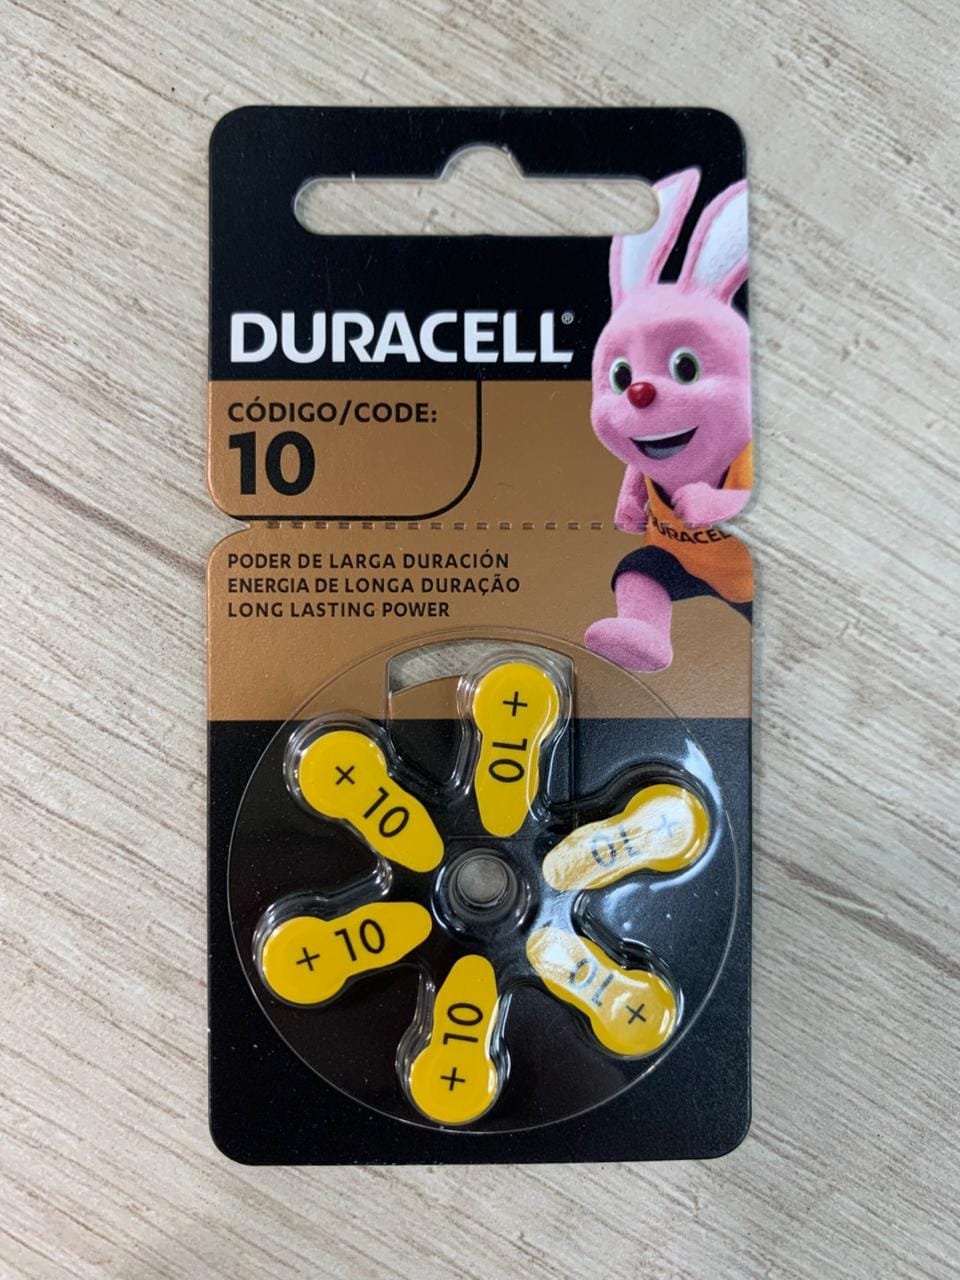 DURACELL®
CÓDIGO/CODE:
10
DURACELL
PODER DE LARGA DURACIÓN
ENERGIA DE LONGA DURAÇÃO
LONG LASTING POWER
+ 10
+ 10
+ 10
+ 10
+ 10
+ 10